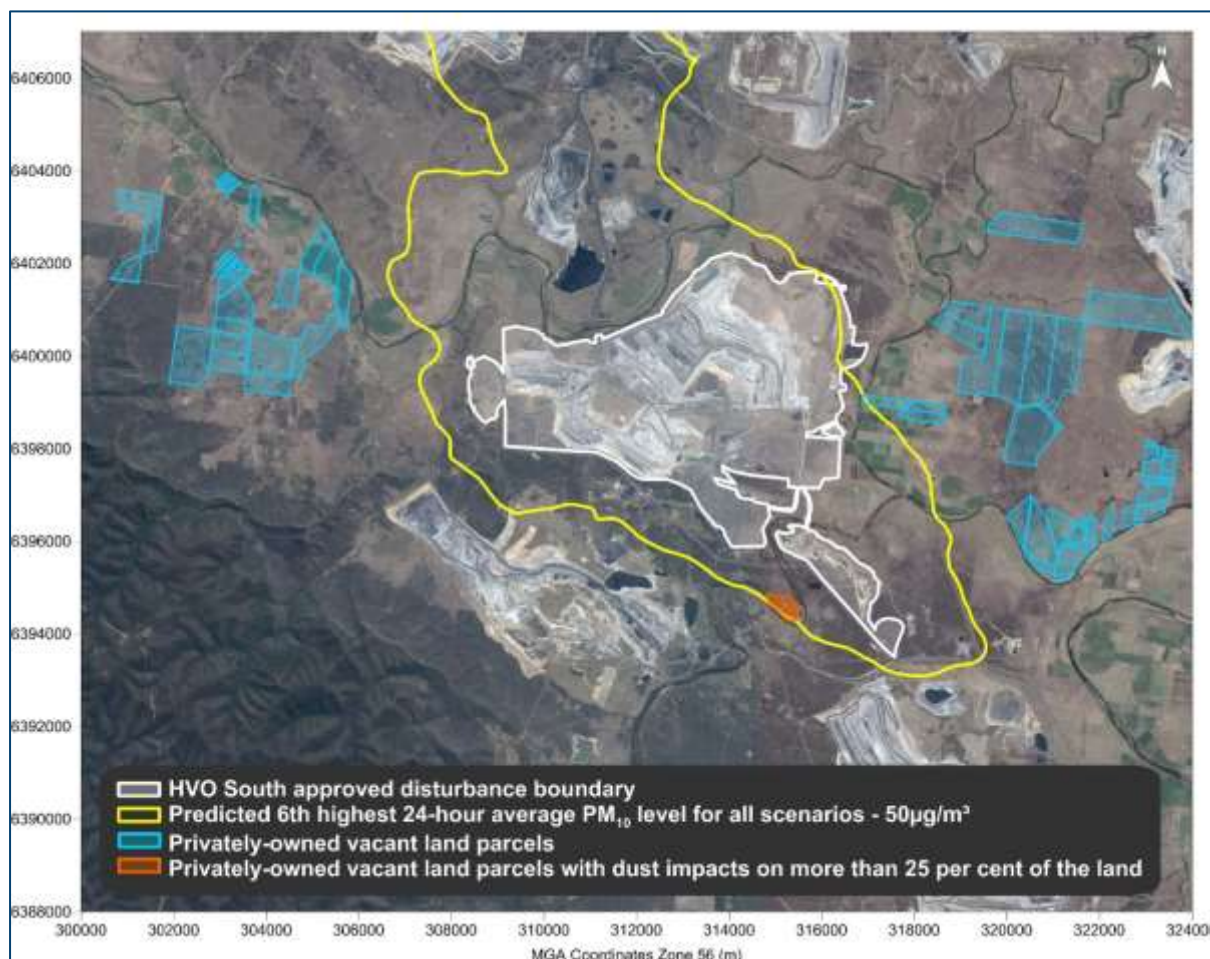 N
6406000
6404000
6402000
6400000
6398000
6396000
6394000
6392000
6390000
6388000
HVO South approved disturbance boundary
Predicted 6th highest 24-hour average PM₁₀ level for all scenarios - 50µg/m³
Privately-owned vacant land parcels
Privately-owned vacant land parcels with dust impacts on more than 25 per cent of the land
300000 302000 304000 306000 308000 310000 312000 314000 316000 318000 320000 322000 324000
MGA Coordinates Zone 56 (m)